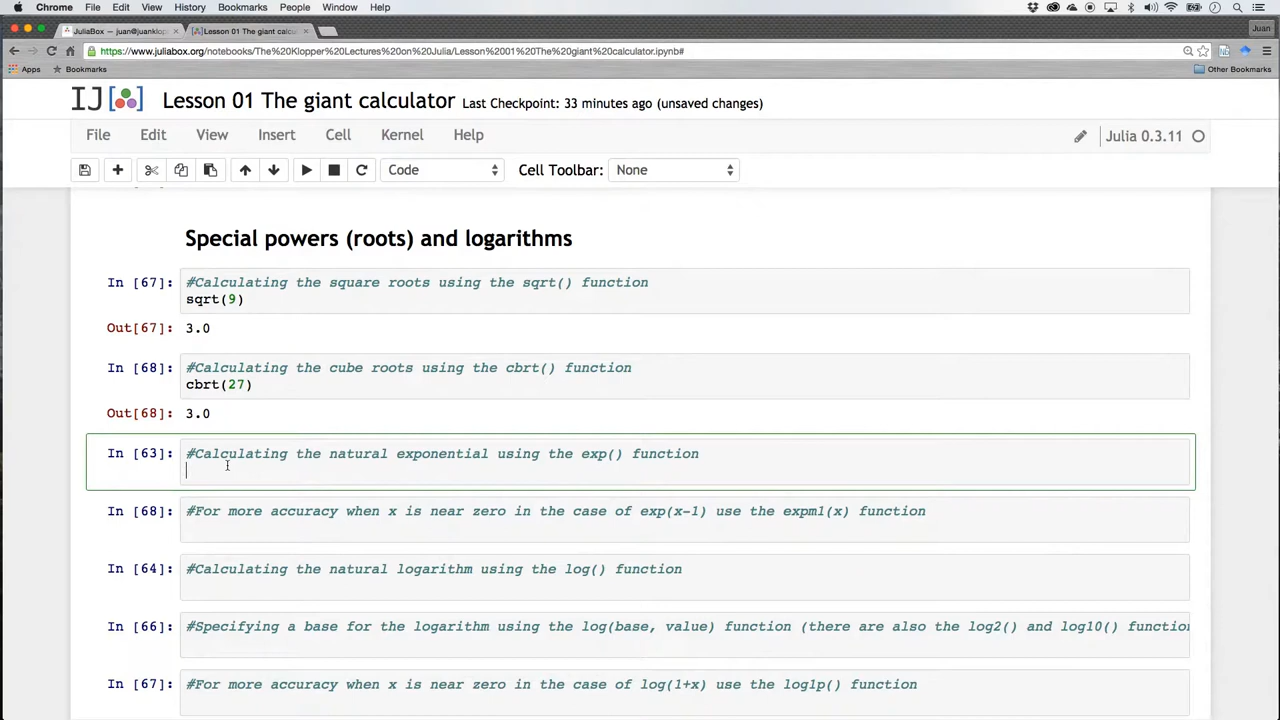 Chrome File Edit View History Bookmarks People Window Help
JuliaBox — juan@juanklop
Lesson 01 The giant calcul
Juan
https://www.juliabox.org/notebooks/The%20Klopper%20Lectures%20on%20Julia/Lesson%2001%20The%20giant%20calculator.ipynb#
Apps Bookmarks Other Bookmarks
IJ Lesson 01 The giant calculator Last Checkpoint: 33 minutes ago (unsaved changes)
File Edit View Insert Cell Kernel Help Julia 0.3.11
Code Cell Toolbar: None
Special powers (roots) and logarithms
In [67]: #Calculating the square roots using the sqrt() function
sqrt(9)
Out[67]: 3.0
In [68]: #Calculating the cube roots using the cbrt() function
cbrt(27)
Out[68]: 3.0
In [63]: #Calculating the natural exponential using the exp() function
In [68]: #For more accuracy when x is near zero in the case of exp(x-1) use the expm1(x) function
In [64]: #Calculating the natural logarithm using the log() function
In [66]: #Specifying a base for the logarithm using the log(base, value) function (there are also the log2() and log10() function
In [67]: #For more accuracy when x is near zero in the case of log(1+x) use the log1p() function